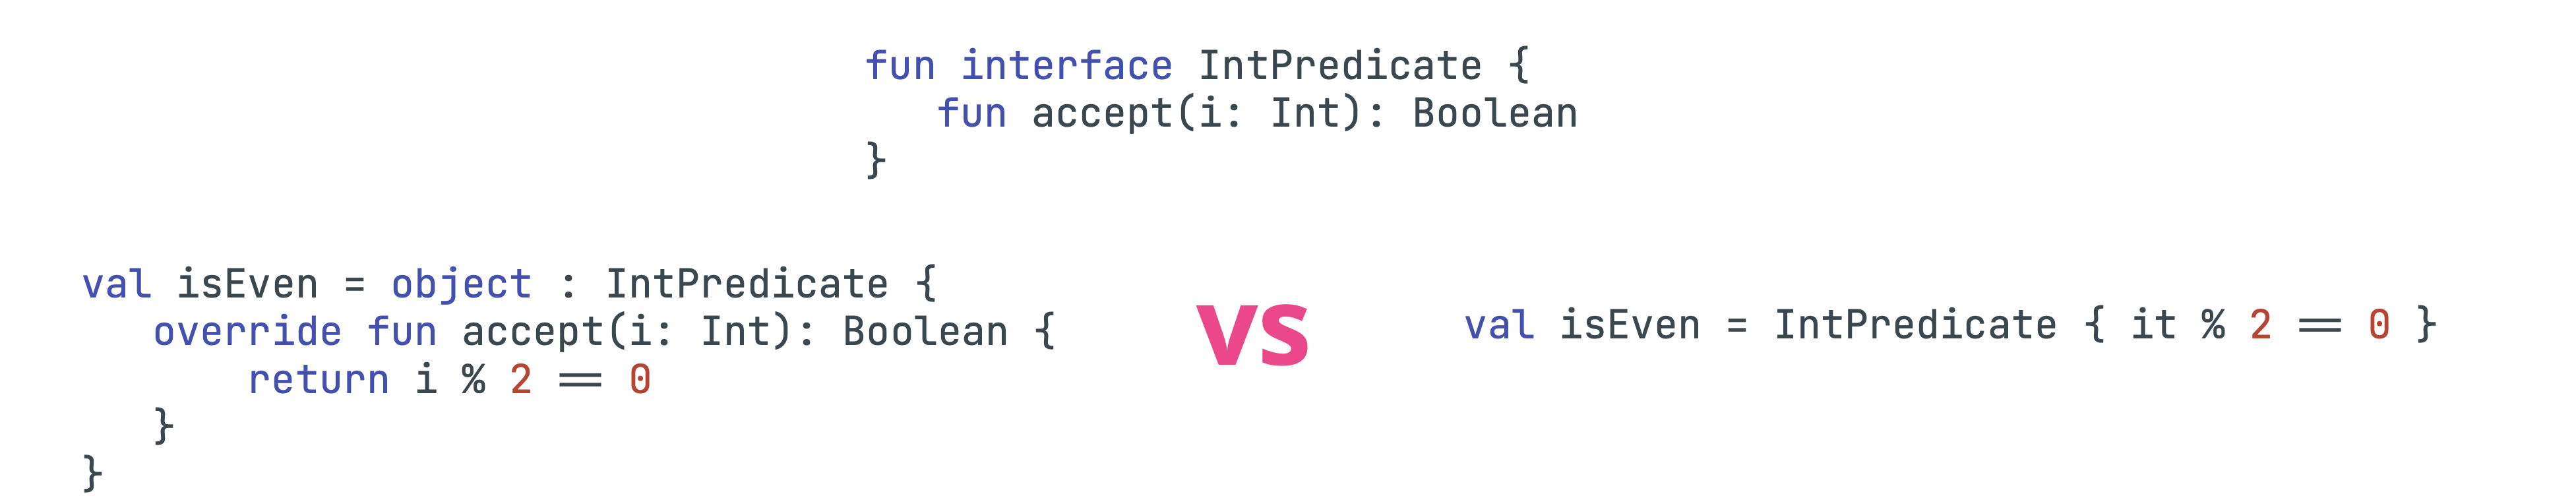 fun interface IntPredicate {
   fun accept(i: Int): Boolean
}
val isEven = object : IntPredicate {
   override fun accept(i: Int): Boolean {
       return i % 2 == 0
   }
}
vs
val isEven = IntPredicate { it % 2 == 0 }